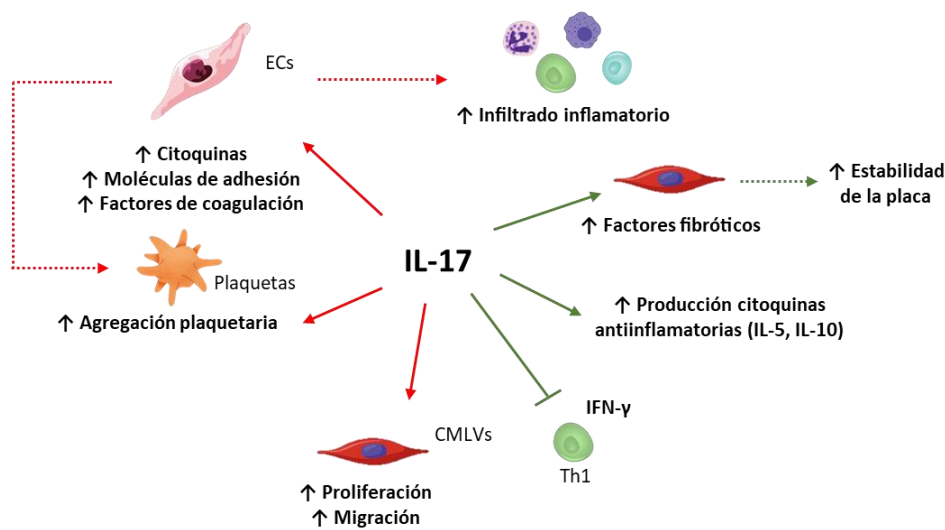 ECs
↑ Citoquinas
↑ Moléculas de adhesión
↑ Factores de coagulación
↑ Infiltrado inflamatorio
↑ Factores fibróticos
↑ Estabilidad
de la placa
IL-17
Plaquetas
↑ Agregación plaquetaria
↑ Producción citoquinas
antiinflamatorias (IL-5, IL-10)
CMLVs
↑ Proliferación
↑ Migración
IFN-γ
Th1